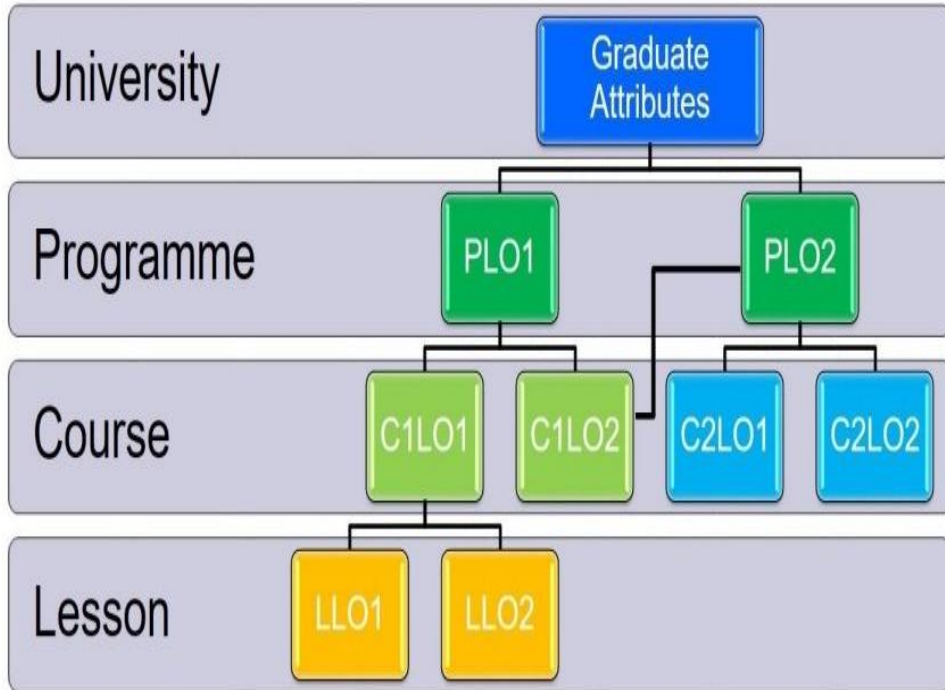 University
Graduate
Attributes
Programme
PLO1
PLO2
Course
C1LO1
C1LO2
C2LO1
C2LO2
Lesson
LLO1
LLO2